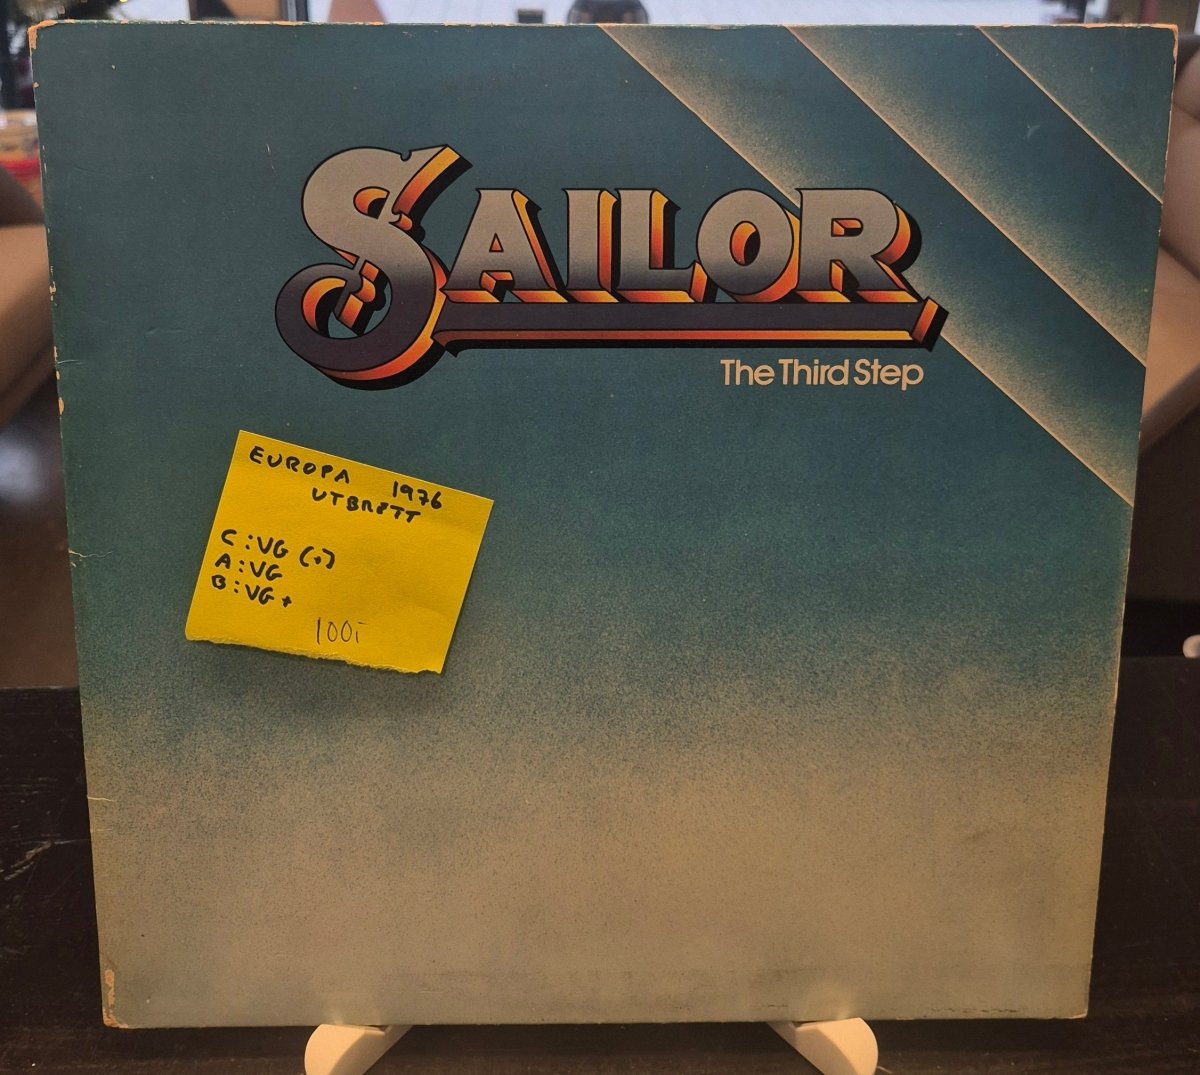 SAILOR
The Third Step
EUROPA 1976
UTBRETT
C:VG (+)
A:VG
B:VG+
100;